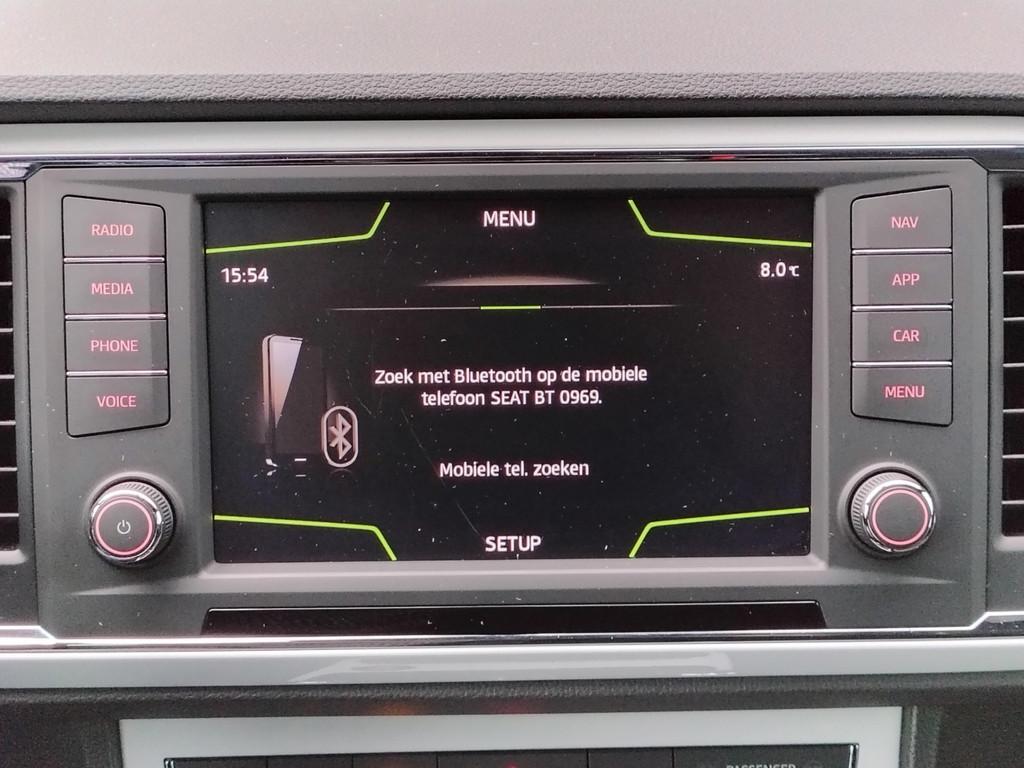 RADIO
MEDIA
PHONE
VOICE
MENU
15:54
8.0 °C
Zoek met Bluetooth op de mobiele
telefoon SEAT BT 0969.
Mobiele tel. zoeken
SETUP
NAV
APP
CAR
MENU
PASSENGER